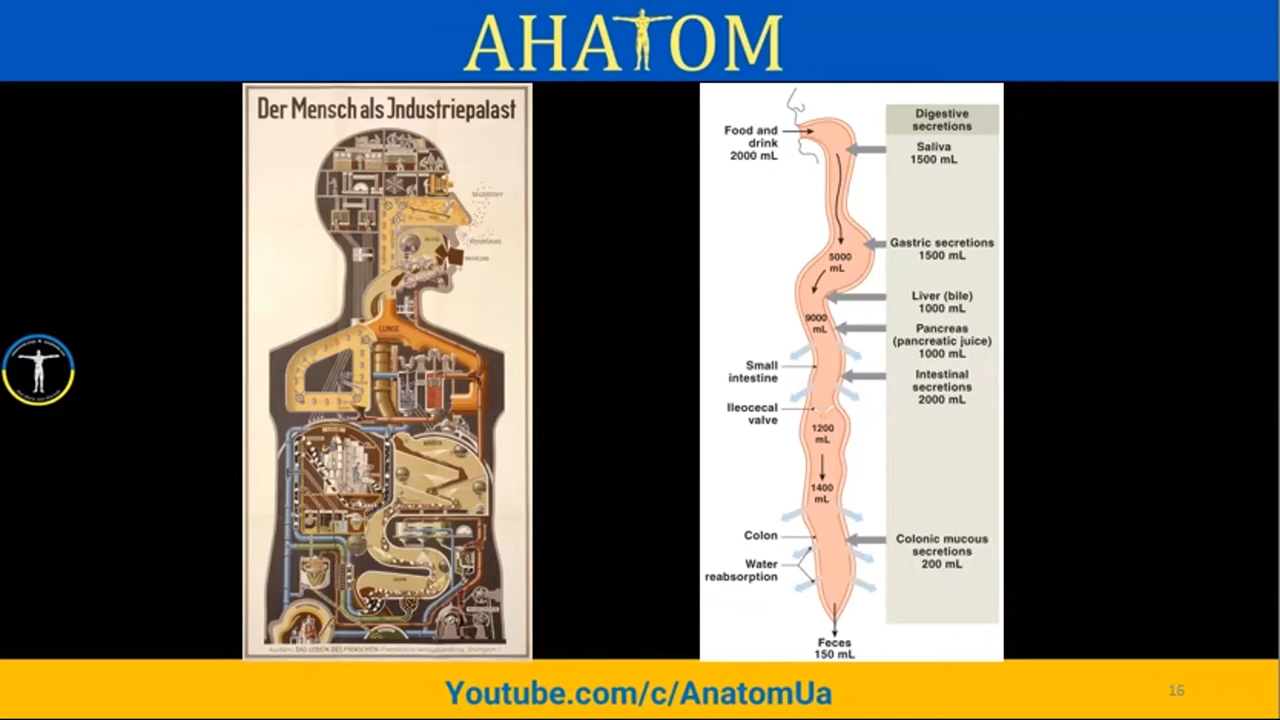 АНАТОМ
Der Mensch als Jndustriepalast
LUNGE
Food and
drink
2000 mL
Digestive
secretions
Saliva
1500 mL
Gastric secretions
1500 mL
5000
mL
Liver (bile)
1000 mL
9000
mL
Pancreas
(pancreatic juice)
1000 mL
Small
intestine
Intestinal
secretions
2000 mL
Ileocecal
valve
1200
mL
1400
mL
Colon
Colonic mucous
secretions
200 mL
Water
reabsorption
Feces
150 mL
Youtube.com/c/AnatomUa
16